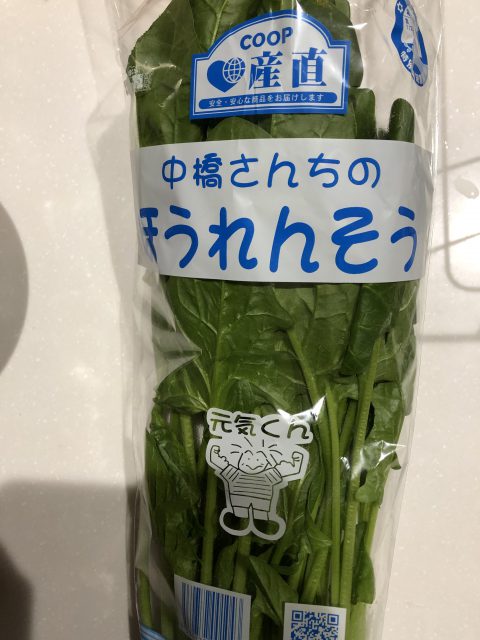 COOP
産直
安全・安心な商品をお届けします
中橋さんちの
ほうれんそう
元気くん